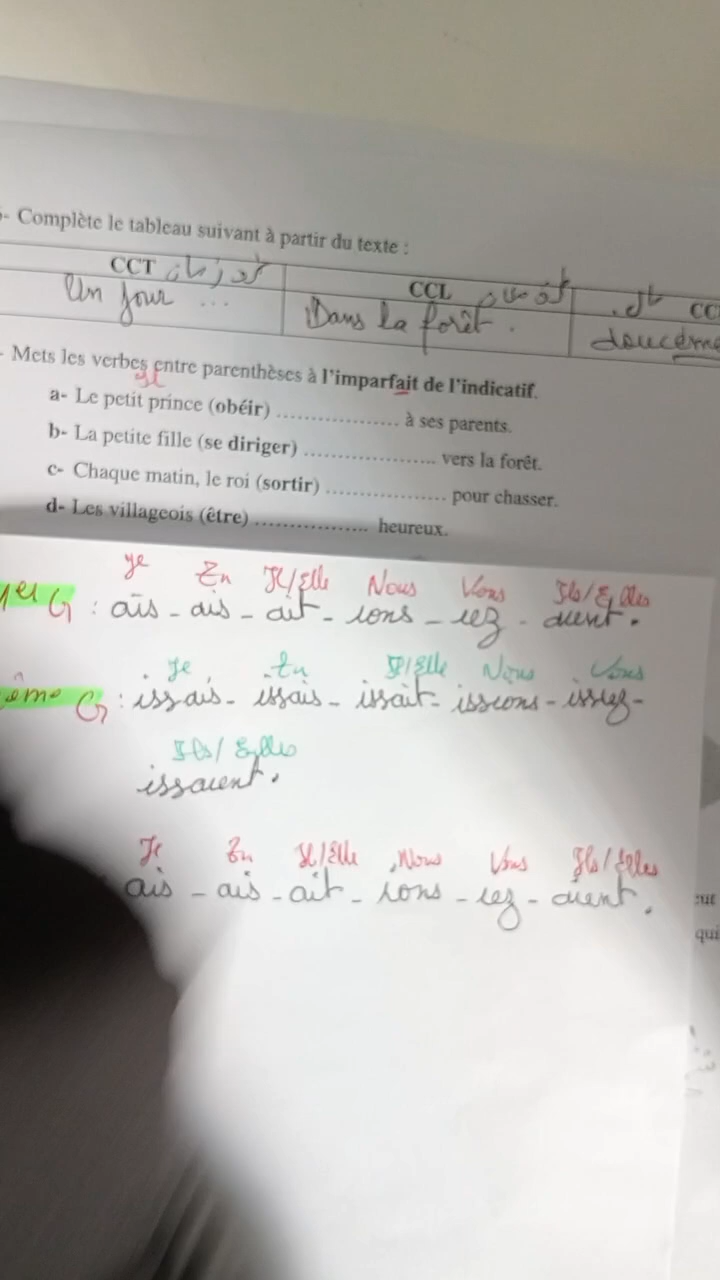 - Complète le tableau suivant à partir du texte :
CCT CCL CC
Un jour ... Dans la forêt. doucême
- Mets les verbes entre parenthèses à l'imparfait de l'indicatif.
il
a- Le petit prince (obéir) .................... à ses parents.
b- La petite fille (se diriger) ...................... vers la forêt.
c- Chaque matin, le roi (sortir) .................... pour chasser.
d- Les villageois (être) ................... heureux.
Je Tu Il/Elle Nous Vous Ils/Elles
1er G : ais - ais - ait - ions - iez - aient.
Je Tu Il/Elle Nous Vous
ème G : issais - issais - issait - issions - issiez -
Ils/Elles
issaient.
Je Tu Il/Elle Nous Vous Ils/Elles
ais - ais - ait - ions - iez - aient.
qui